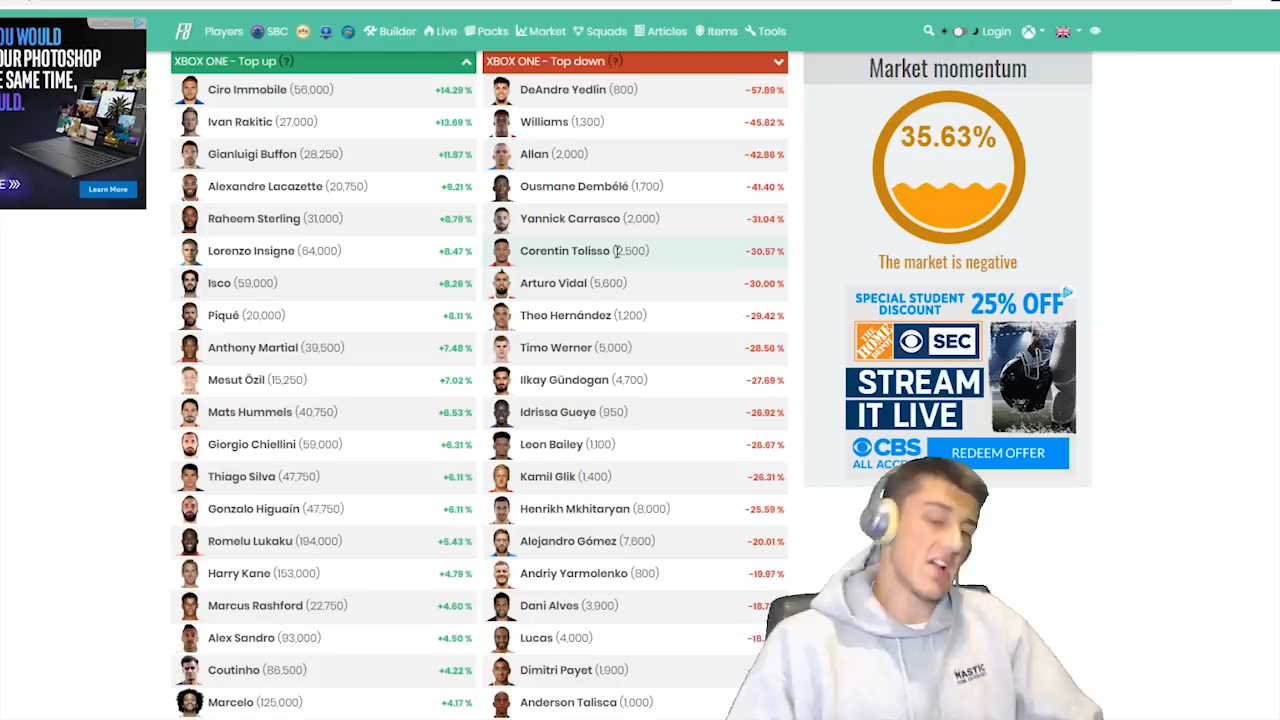 U WOULD
UR PHOTOSHOP
E SAME TIME,
ULD.
E
Learn More
F8
Players
SBC
Builder
Live
Packs
Market
Squads
Articles
Items
Tools
Login
XBOX ONE - Top up (?)
Ciro Immobile (56,000) +14.29 %
Ivan Rakitic (27,000) +13.69 %
Gianluigi Buffon (28,250) +11.87 %
Alexandre Lacazette (20,750) +9.21 %
Raheem Sterling (31,000) +8.79 %
Lorenzo Insigne (64,000) +8.47 %
Isco (59,000) +8.26 %
Piqué (20,000) +8.11 %
Anthony Martial (39,500) +7.48 %
Mesut Özil (15,250) +7.02 %
Mats Hummels (40,750) +6.53 %
Giorgio Chiellini (59,000) +6.31 %
Thiago Silva (47,750) +6.11 %
Gonzalo Higuaín (47,750) +6.11 %
Romelu Lukaku (194,000) +5.43 %
Harry Kane (153,000) +4.79 %
Marcus Rashford (22,750) +4.60 %
Alex Sandro (93,000) +4.50 %
Coutinho (86,500) +4.22 %
Marcelo (125,000) +4.17 %
XBOX ONE - Top down (?)
DeAndre Yedlin (800) -57.89 %
Williams (1,300) -45.82 %
Allan (2,000) -42.86 %
Ousmane Dembélé (1,700) -41.40 %
Yannick Carrasco (2,000) -31.04 %
Corentin Tolisso (2,500) -30.57 %
Arturo Vidal (5,600) -30.00 %
Theo Hernández (1,200) -29.42 %
Timo Werner (5,000) -28.56 %
Ilkay Gündogan (4,700) -27.69 %
Idrissa Gueye (950) -26.92 %
Leon Bailey (1,100) -26.67 %
Kamil Glik (1,400) -26.31 %
Henrikh Mkhitaryan (8,000) -25.59 %
Alejandro Gómez (7,600) -20.01 %
Andriy Yarmolenko (800) -19.97 %
Dani Alves (3,900) -18.
Lucas (4,000) -18.
Dimitri Payet (1,900)
Anderson Talisca (1,000)
Market momentum
35.63%
The market is negative
SPECIAL STUDENT
DISCOUNT
25% OFF
THE HOME DEPOT
SEC
STREAM
IT LIVE
CBS
ALL ACCE
REDEEM OFFER
NASTIC